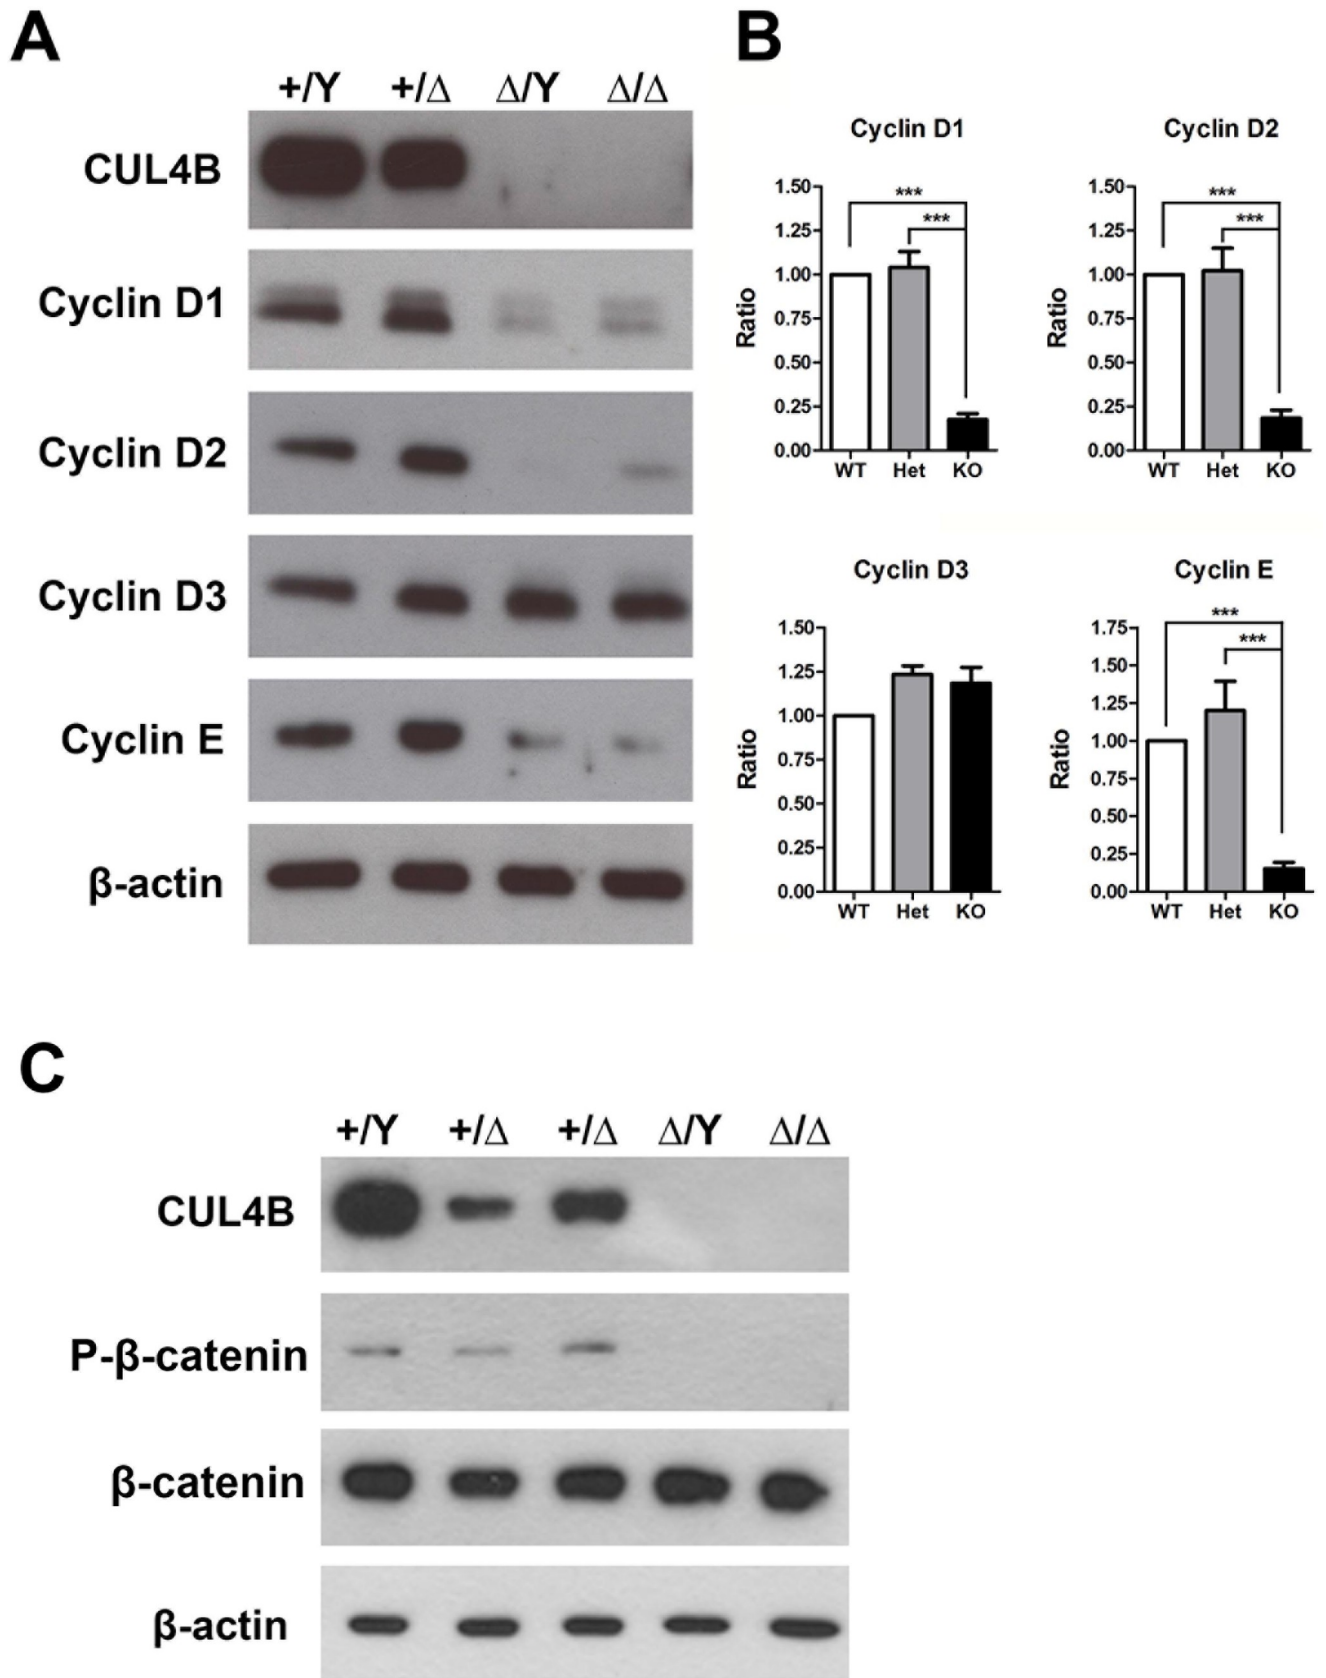 A
+/Y +/Δ Δ/Y Δ/Δ
CUL4B
Cyclin D1
Cyclin D2
Cyclin D3
Cyclin E
β-actin
B
Cyclin D1
Ratio
1.50
1.25
1.00
0.75
0.50
0.25
0.00
***
***
WT Het KO
Cyclin D2
Ratio
1.50
1.25
1.00
0.75
0.50
0.25
0.00
***
***
WT Het KO
Cyclin D3
Ratio
1.50
1.25
1.00
0.75
0.50
0.25
0.00
WT Het KO
Cyclin E
Ratio
1.75
1.50
1.25
1.00
0.75
0.50
0.25
0.00
***
***
WT Het KO
C
+/Y +/Δ +/Δ Δ/Y Δ/Δ
CUL4B
P-β-catenin
β-catenin
β-actin